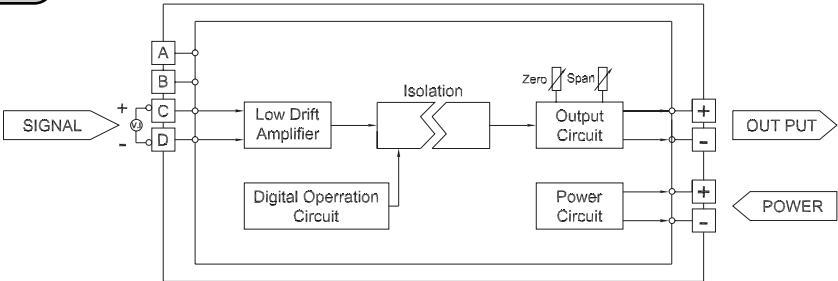 A
B
Isolation
Zero Span
+
C
SIGNAL
V.I
-
D
Low Drift
Amplifier
Output
Circuit
+
-
OUT PUT
Digital Operration
Circuit
Power
Circuit
+
-
POWER